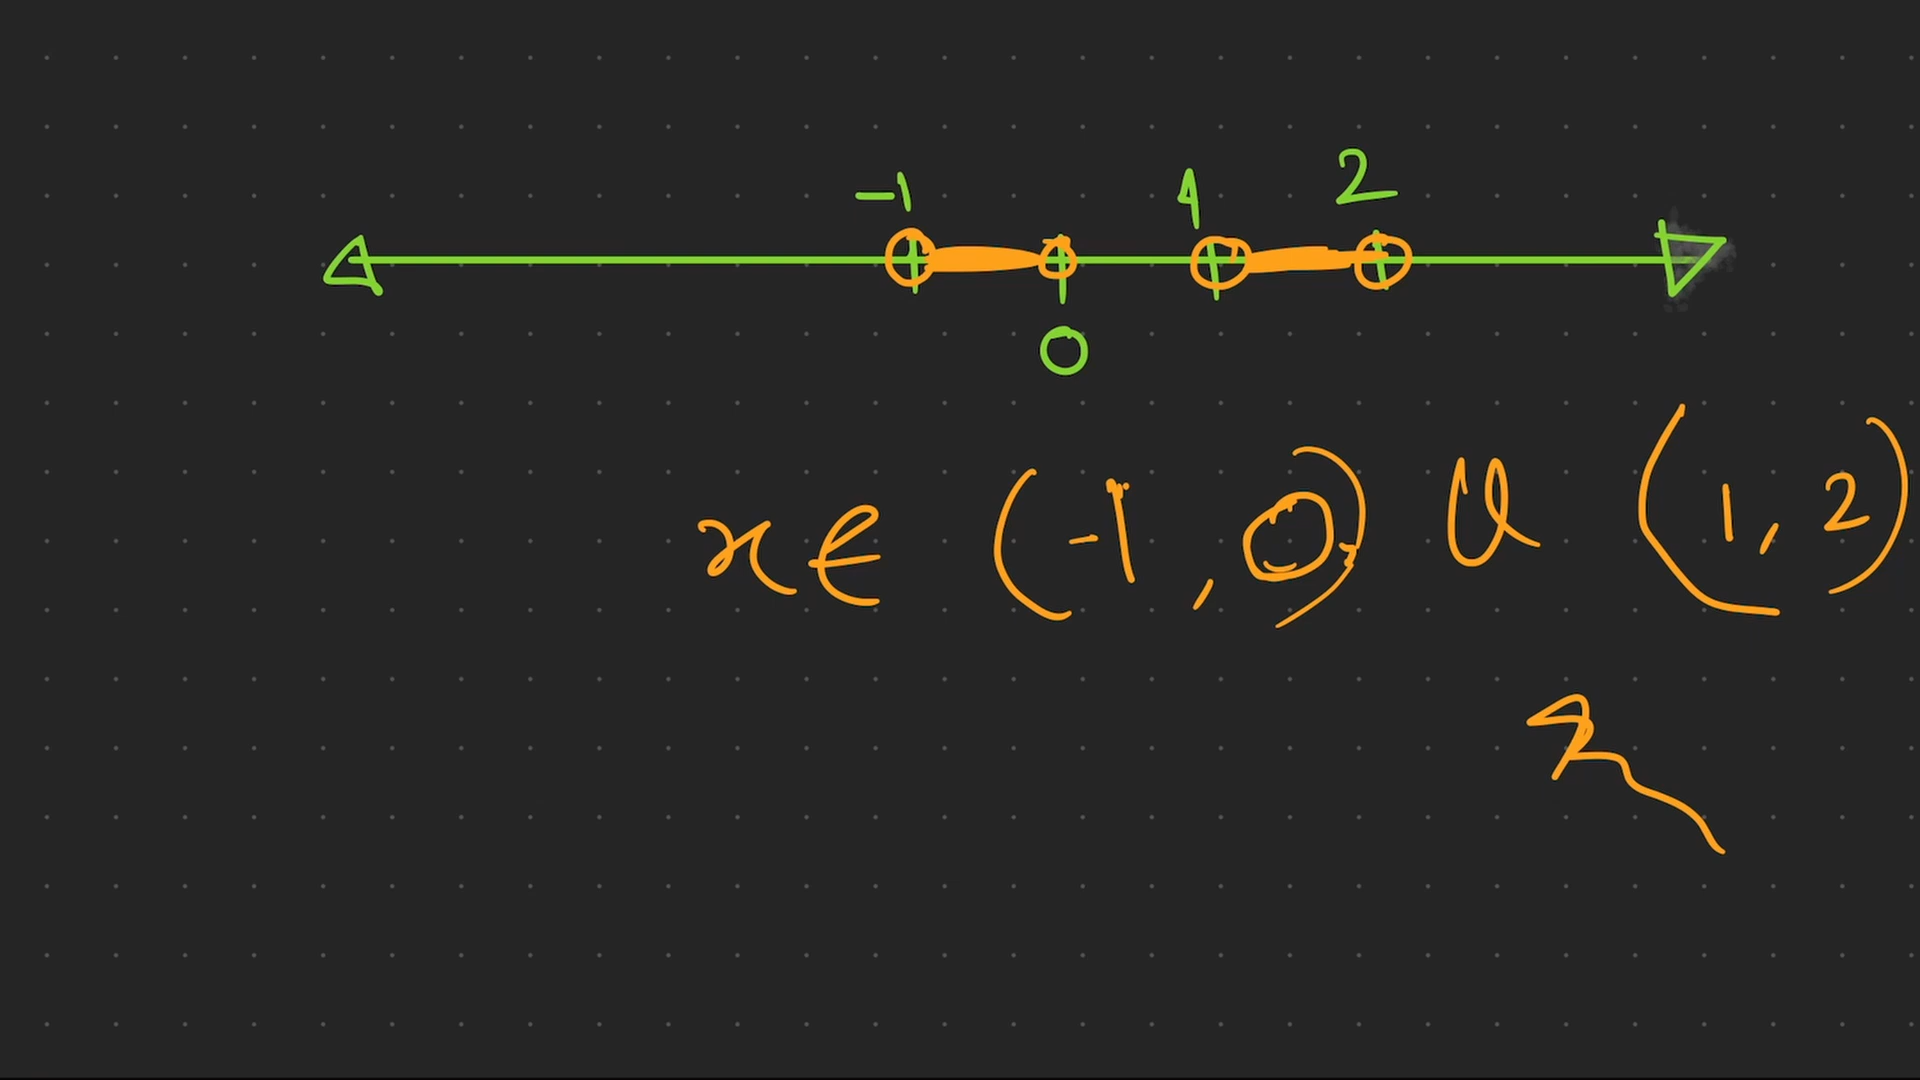 -1 1 2
0
x ∈ (-1, 0) ∪ (1, 2)